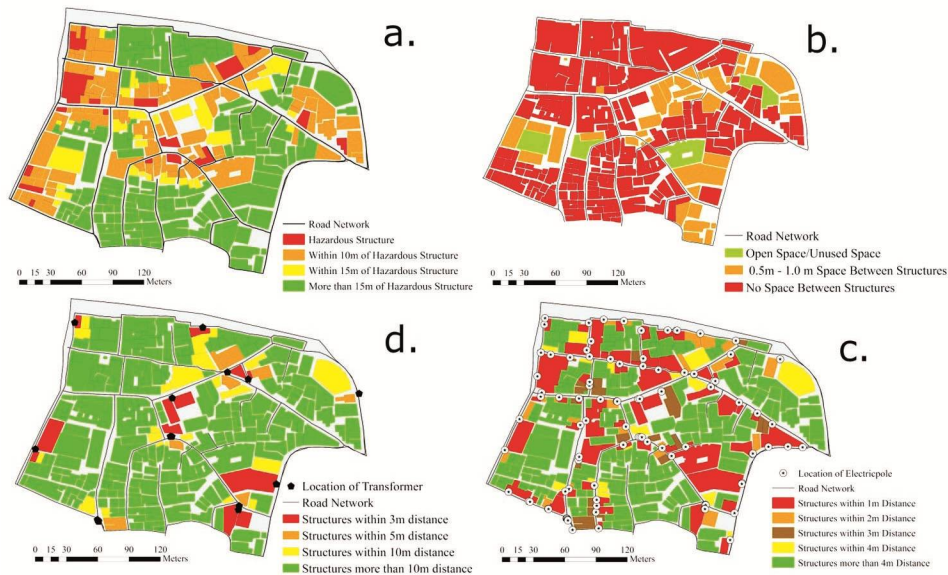 a.
Road Network
Hazardous Structure
Within 10m of Hazardous Structure
Within 15m of Hazardous Structure
More than 15m of Hazardous Structure
0 15 30 60 90 120
Meters
b.
Road Network
Open Space/Unused Space
0.5m - 1.0 m Space Between Structures
No Space Between Structures
0 15 30 60 90 120
Meters
d.
Location of Transformer
Road Network
Structures within 3m distance
Structures within 5m distance
Structures within 10m distance
Structures more than 10m distance
0 15 30 60 90 120
Meters
c.
Location of Electricpole
Road Network
Structures within 1m Distance
Structures within 2m Distance
Structures within 3m Distance
Structures within 4m Distance
Structures more than 4m Distance
0 15 30 60 90 120
Meters